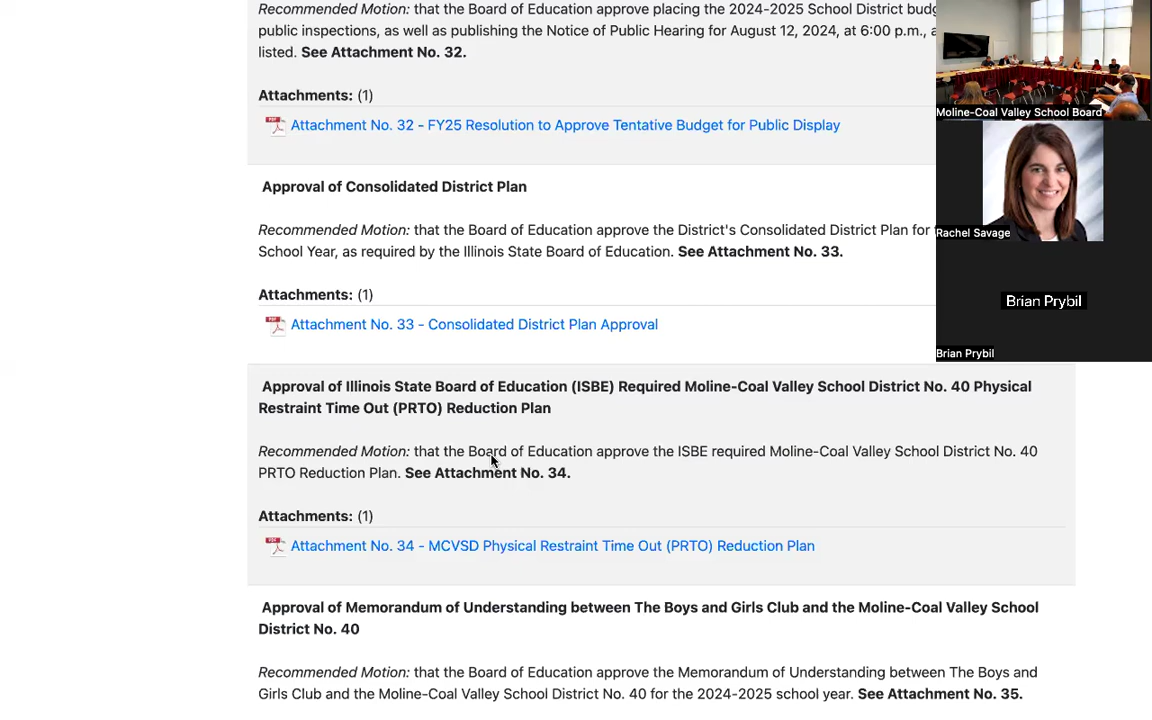 Recommended Motion: that the Board of Education approve placing the 2024-2025 School District budg
public inspections, as well as publishing the Notice of Public Hearing for August 12, 2024, at 6:00 p.m., a
listed. See Attachment No. 32.
Attachments: (1)
Attachment No. 32 - FY25 Resolution to Approve Tentative Budget for Public Display
Approval of Consolidated District Plan
Recommended Motion: that the Board of Education approve the District's Consolidated District Plan for
School Year, as required by the Illinois State Board of Education. See Attachment No. 33.
Attachments: (1)
Attachment No. 33 - Consolidated District Plan Approval
Approval of Illinois State Board of Education (ISBE) Required Moline-Coal Valley School District No. 40 Physical
Restraint Time Out (PRTO) Reduction Plan
Recommended Motion: that the Board of Education approve the ISBE required Moline-Coal Valley School District No. 40
PRTO Reduction Plan. See Attachment No. 34.
Attachments: (1)
Attachment No. 34 - MCVSD Physical Restraint Time Out (PRTO) Reduction Plan
Approval of Memorandum of Understanding between The Boys and Girls Club and the Moline-Coal Valley School
District No. 40
Recommended Motion: that the Board of Education approve the Memorandum of Understanding between The Boys and
Girls Club and the Moline-Coal Valley School District No. 40 for the 2024-2025 school year. See Attachment No. 35.
Moline-Coal Valley School Board
Rachel Savage
Brian Prybil
Brian Prybil